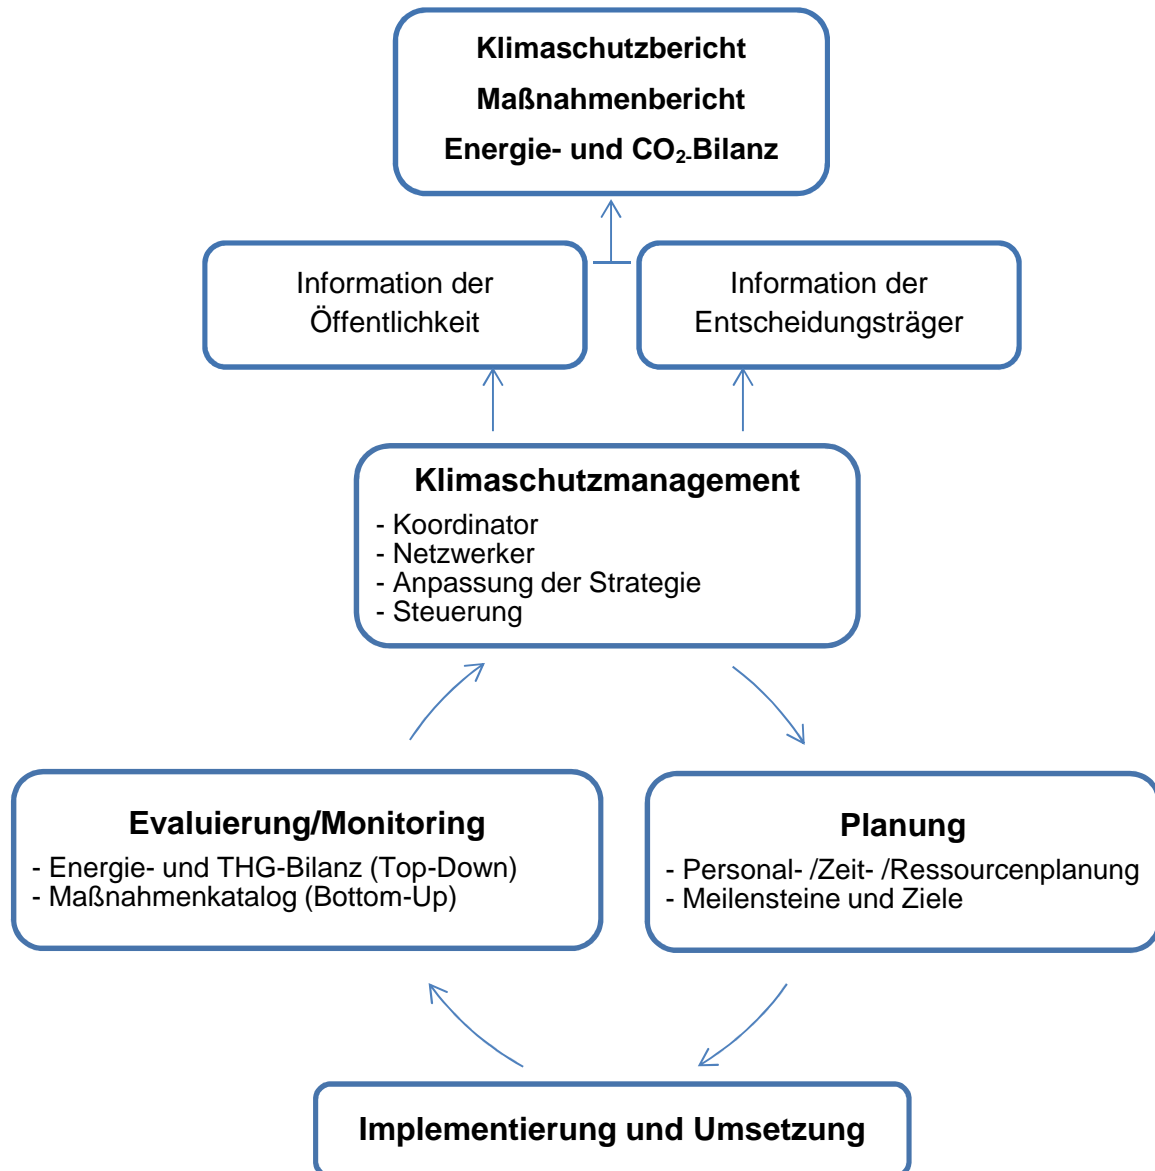 Klimaschutzbericht
Maßnahmenbericht
Energie- und CO₂-Bilanz
Information der
Öffentlichkeit
Information der
Entscheidungsträger
Klimaschutzmanagement
- Koordinator
- Netzwerker
- Anpassung der Strategie
- Steuerung
Evaluierung/Monitoring
- Energie- und THG-Bilanz (Top-Down)
- Maßnahmenkatalog (Bottom-Up)
Planung
- Personal- /Zeit- /Ressourcenplanung
- Meilensteine und Ziele
Implementierung und Umsetzung